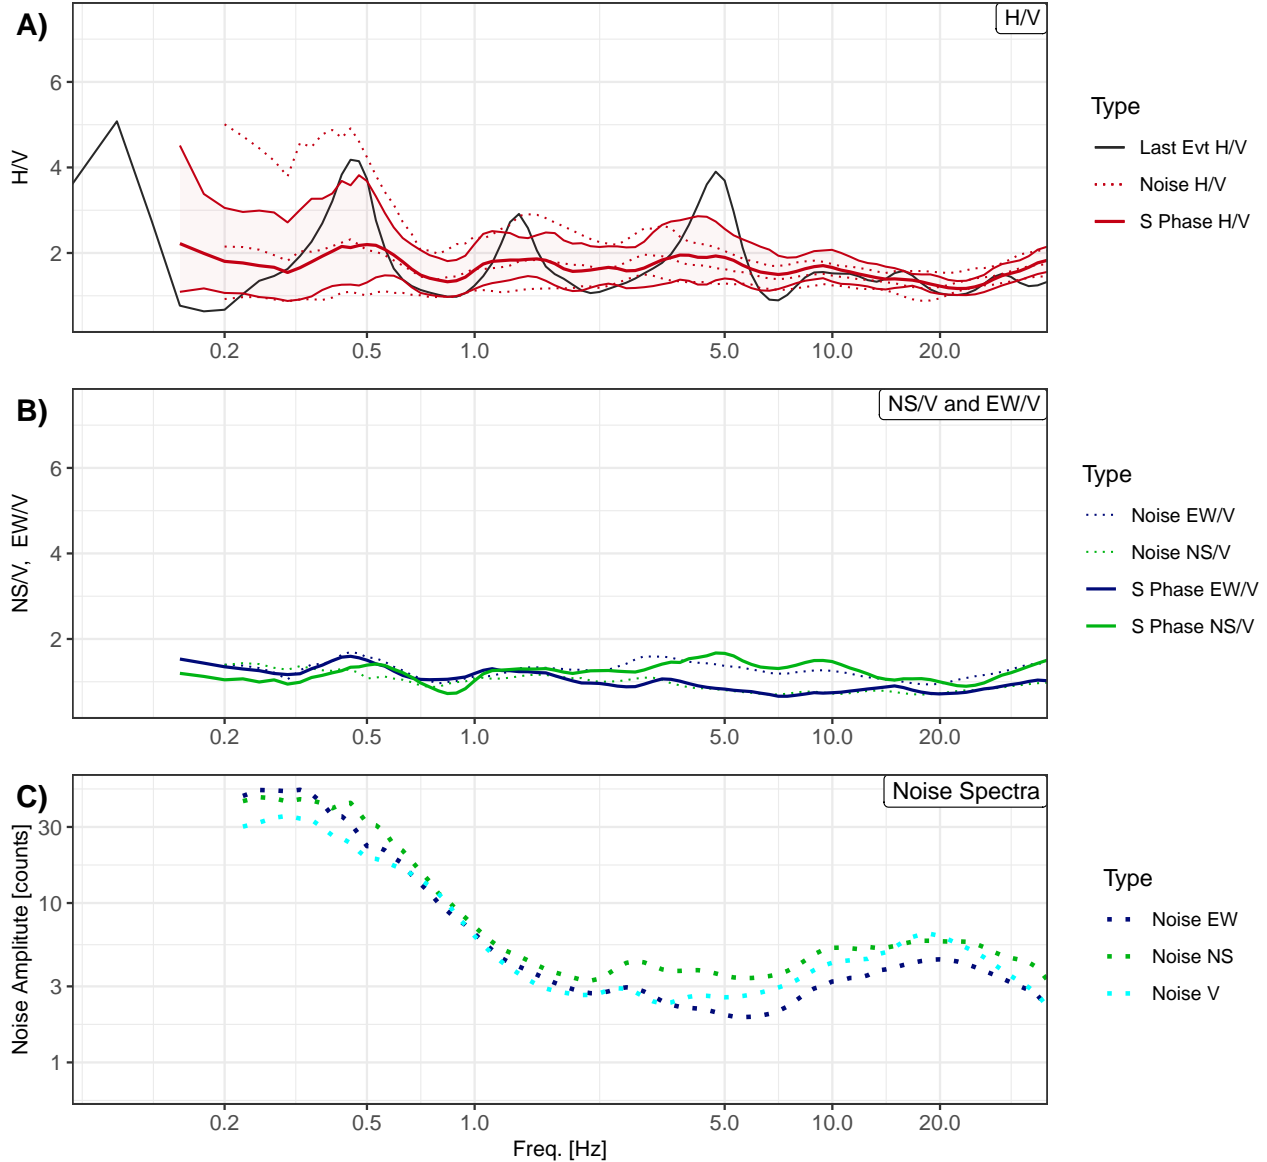 A)
H/V
H/V
6
4
2
0.2
0.5
1.0
5.0
10.0
20.0
Type
Last Evt H/V
Noise H/V
S Phase H/V
B)
NS/V and EW/V
NS/V, EW/V
6
4
2
0.2
0.5
1.0
5.0
10.0
20.0
Type
Noise EW/V
Noise NS/V
S Phase EW/V
S Phase NS/V
C)
Noise Spectra
Noise Amplitute [counts]
30
10
3
1
0.2
0.5
1.0
5.0
10.0
20.0
Freq. [Hz]
Type
Noise EW
Noise NS
Noise V